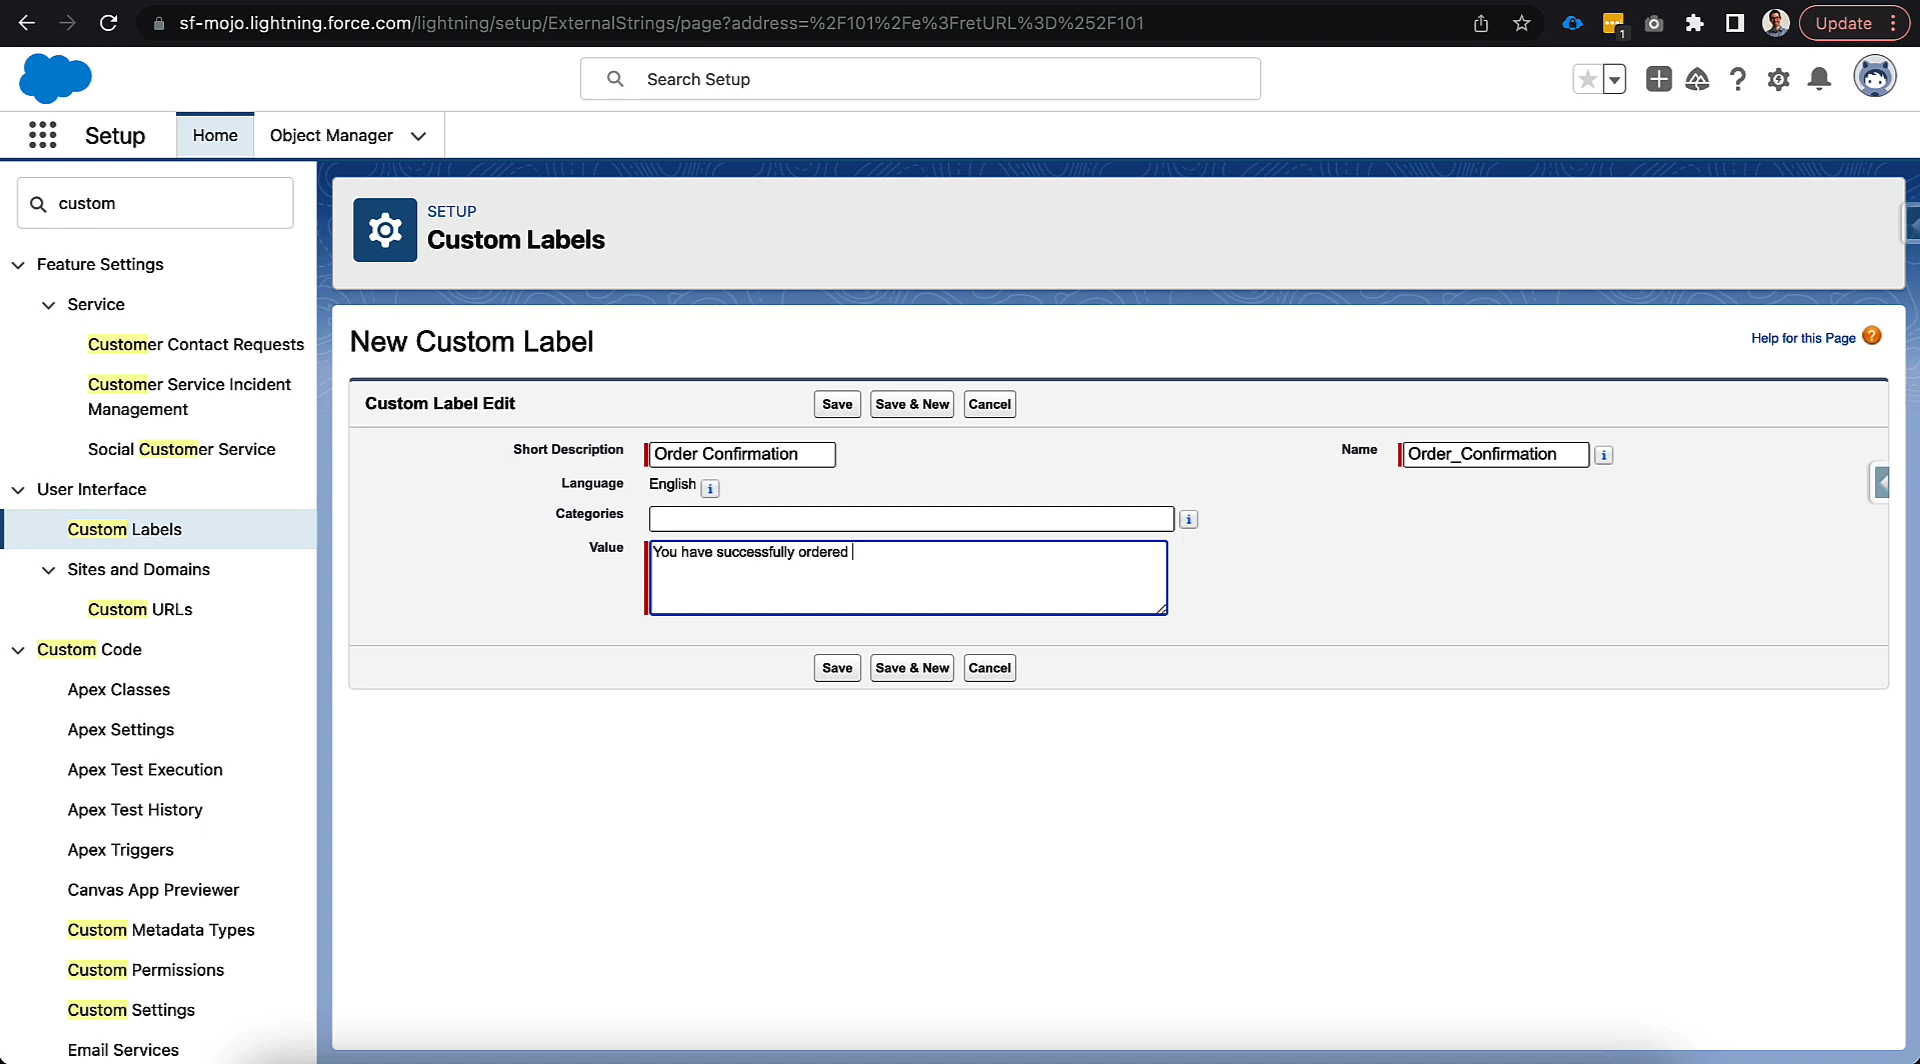 sf-mojo.lightning.force.com/lightning/setup/ExternalStrings/page?address=%2F101%2Fe%3FretURL%3D%252F101
1
Update
Search Setup
Setup
Home
Object Manager
custom
Feature Settings
Service
Customer Contact Requests
Customer Service Incident
Management
Social Customer Service
User Interface
Custom Labels
Sites and Domains
Custom URLs
Custom Code
Apex Classes
Apex Settings
Apex Test Execution
Apex Test History
Apex Triggers
Canvas App Previewer
Custom Metadata Types
Custom Permissions
Custom Settings
Email Services
SETUP
Custom Labels
New Custom Label
Help for this Page ?
Custom Label Edit
Save
Save & New
Cancel
Short Description
Order Confirmation
Name
Order_Confirmation
i
Language
English
i
Categories
i
Value
You have successfully ordered
Save
Save & New
Cancel